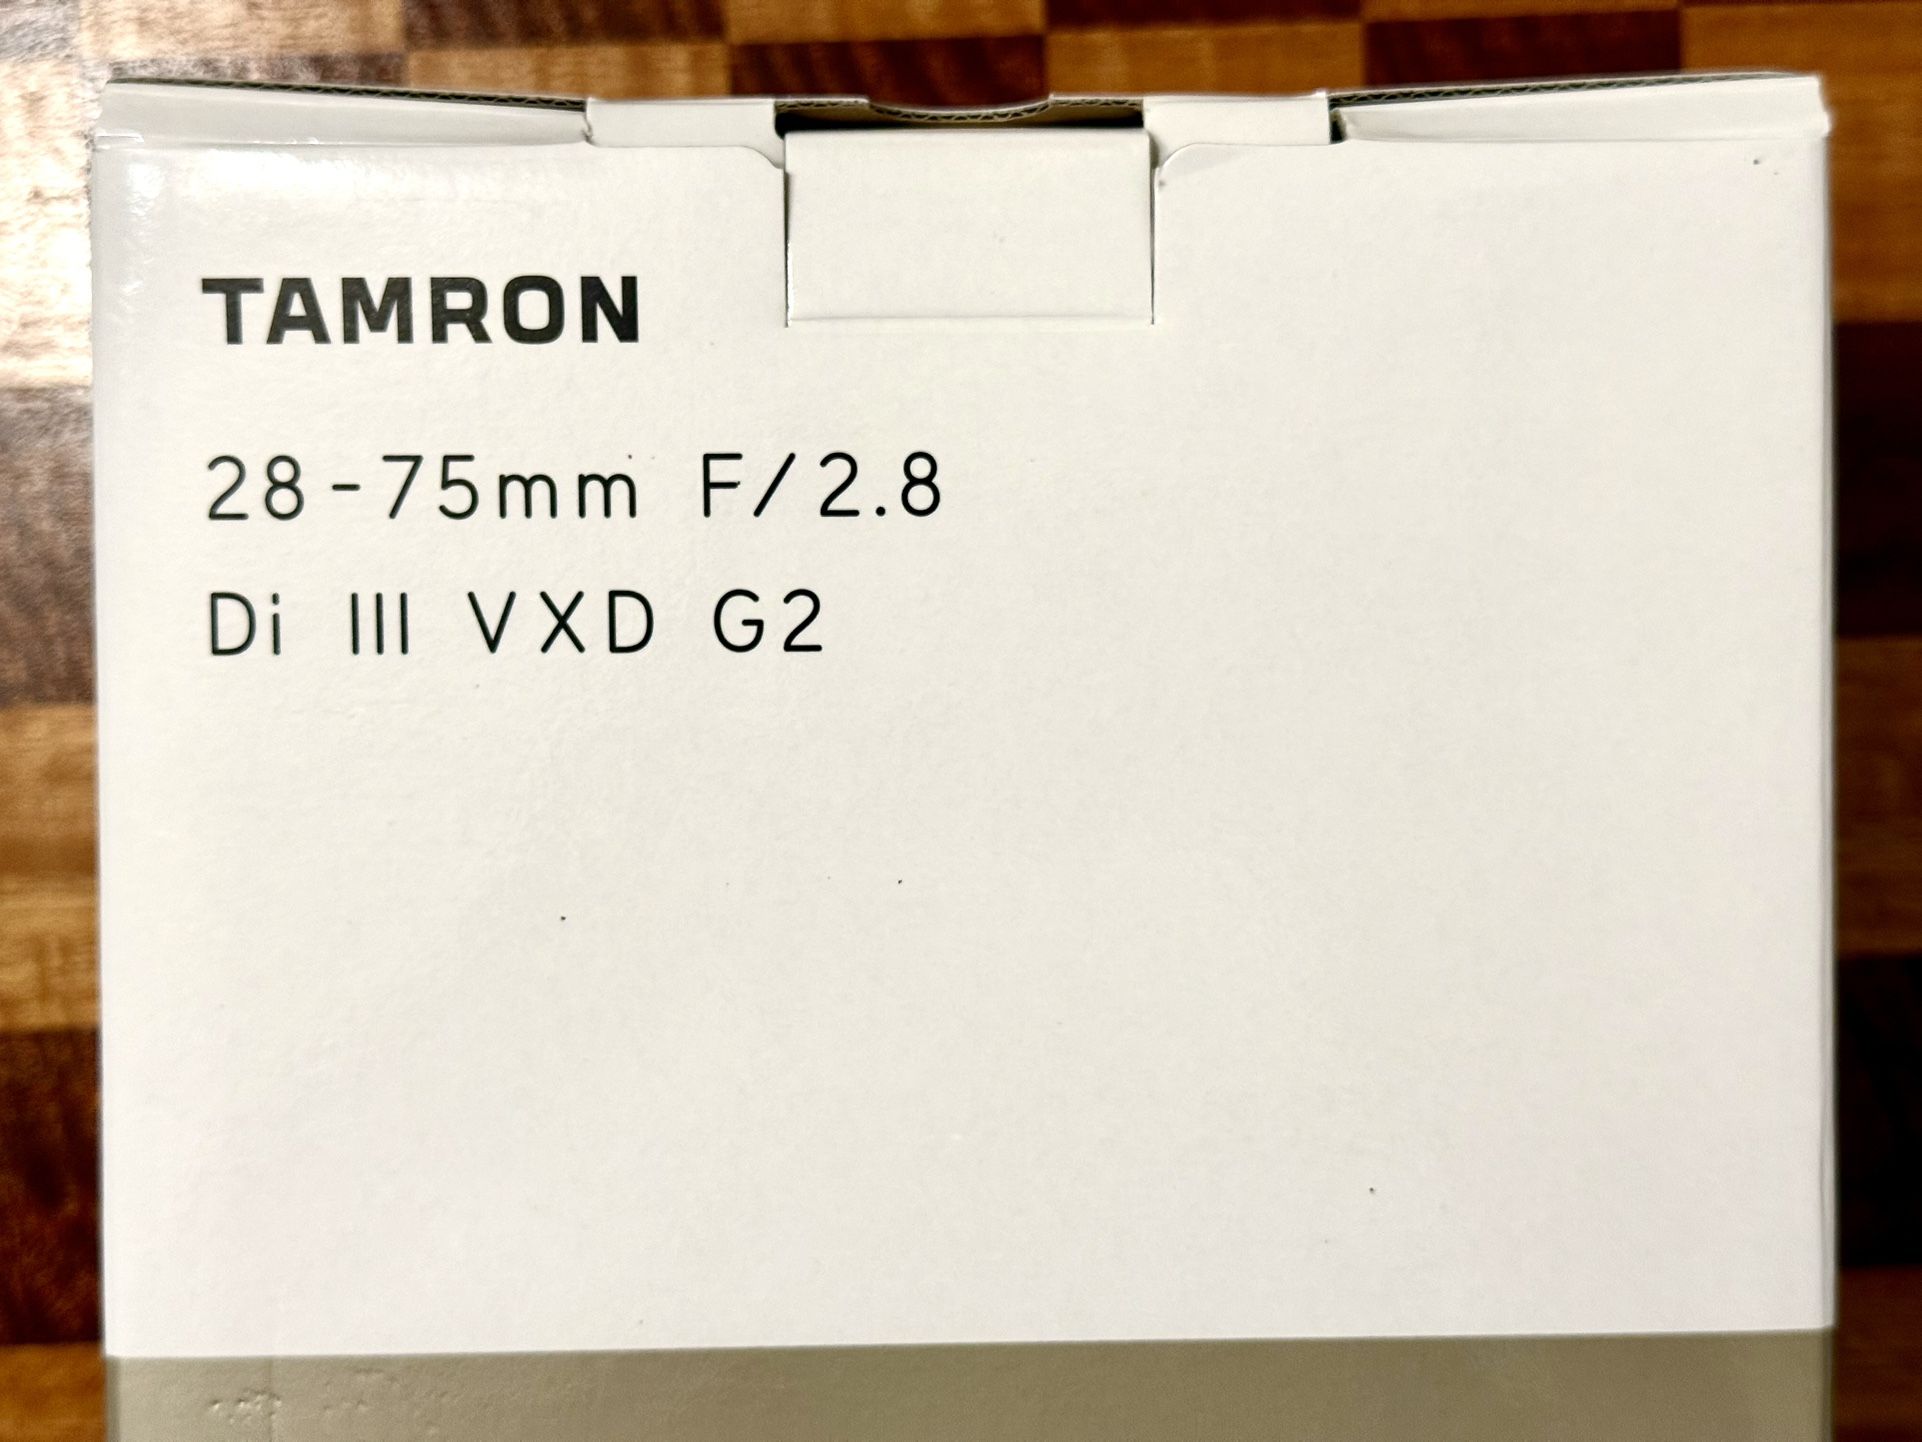 TAMRON
28-75mm F/2.8
Di III VXD G2